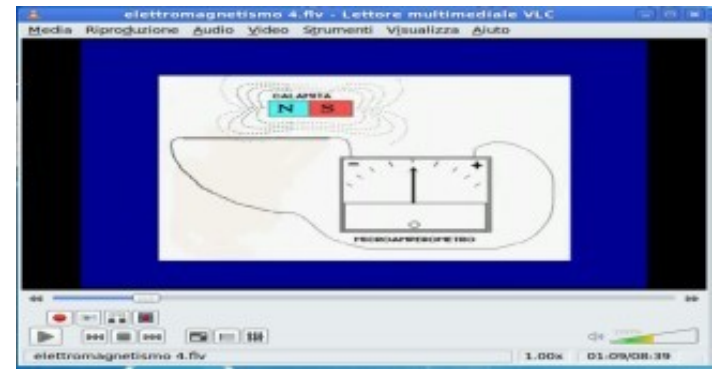 elettromagnetismo 4.flv - Lettore multimediale VLC
Media Riproduzione Audio Video Strumenti Visualizza Aiuto
CALAMITA
N S
- +
MICROAMPEROMETRO
elettromagnetismo 4.flv 1.00x 01:09/08:39